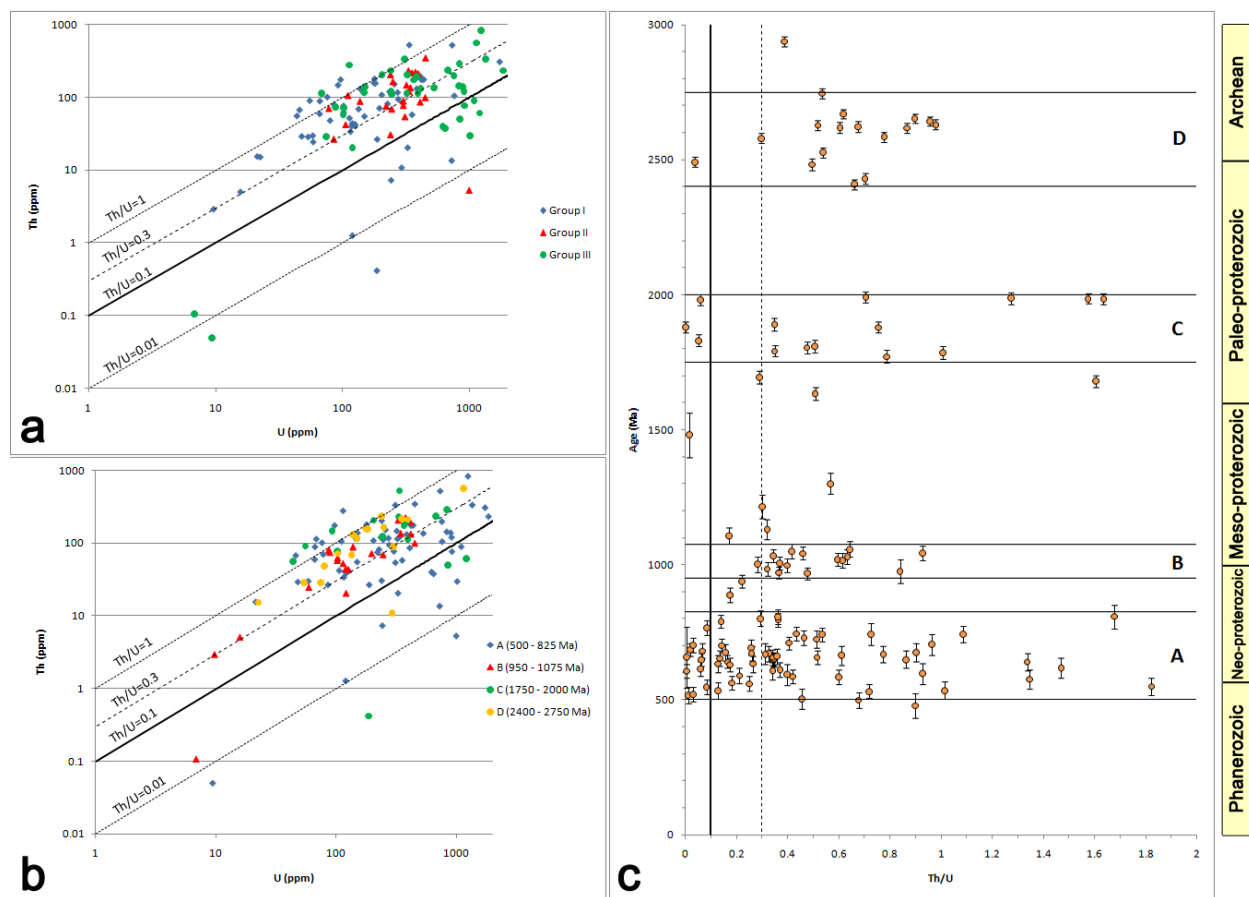 1000
100
10
1
0.1
0.01
Th (ppm)
Th/U=1
Th/U=0.3
Th/U=0.1
Th/U=0.01
Group I
Group II
Group III
1
10
100
1000
U (ppm)
a
1000
100
10
1
0.1
0.01
Th (ppm)
Th/U=1
Th/U=0.3
Th/U=0.1
Th/U=0.01
A (500 - 825 Ma)
B (950 - 1075 Ma)
C (1750 - 2000 Ma)
D (2400 - 2750 Ma)
1
10
100
1000
U (ppm)
b
3000
2500
2000
1500
1000
500
0
Age (Ma)
D
C
B
A
0
0.2
0.4
0.6
0.8
1
1.2
1.4
1.6
1.8
2
Th/U
c
Archean
Paleo-proterozoic
Meso-proterozoic
Neo-proterozoic
Phanerozoic